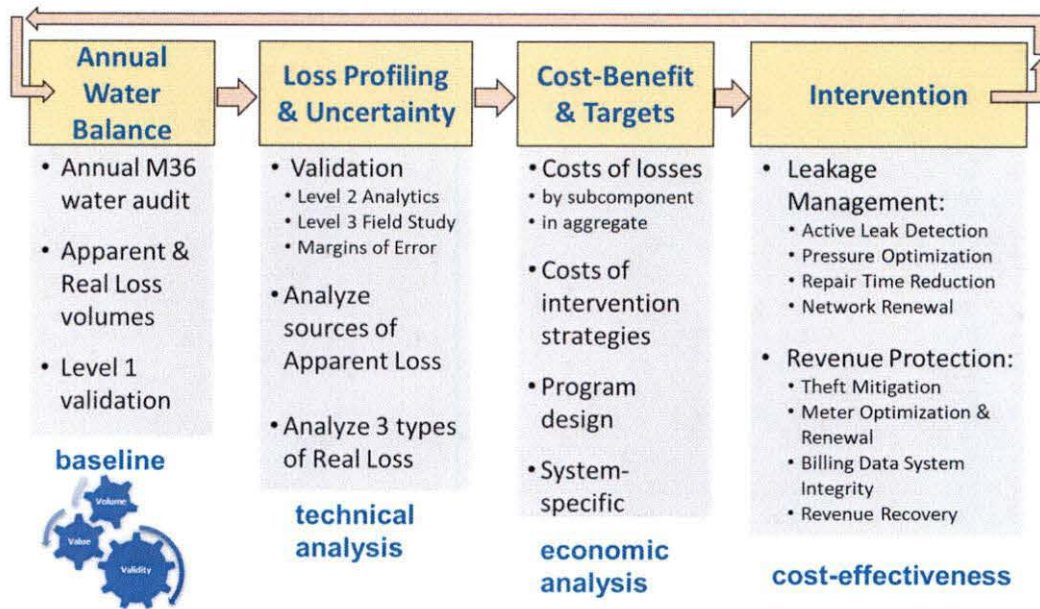 Annual
Water
Balance
• Annual M36
water audit
• Apparent &
Real Loss
volumes
• Level 1
validation
baseline
Volume
Value
Validity
Loss Profiling
& Uncertainty
• Validation
• Level 2 Analytics
• Level 3 Field Study
• Margins of Error
• Analyze
sources of
Apparent Loss
• Analyze 3 types
of Real Loss
technical
analysis
Cost-Benefit
& Targets
• Costs of losses
• by subcomponent
• in aggregate
• Costs of
intervention
strategies
• Program
design
• System-
specific
economic
analysis
Intervention
• Leakage
Management:
• Active Leak Detection
• Pressure Optimization
• Repair Time Reduction
• Network Renewal
• Revenue Protection:
• Theft Mitigation
• Meter Optimization &
Renewal
• Billing Data System
Integrity
• Revenue Recovery
cost-effectiveness